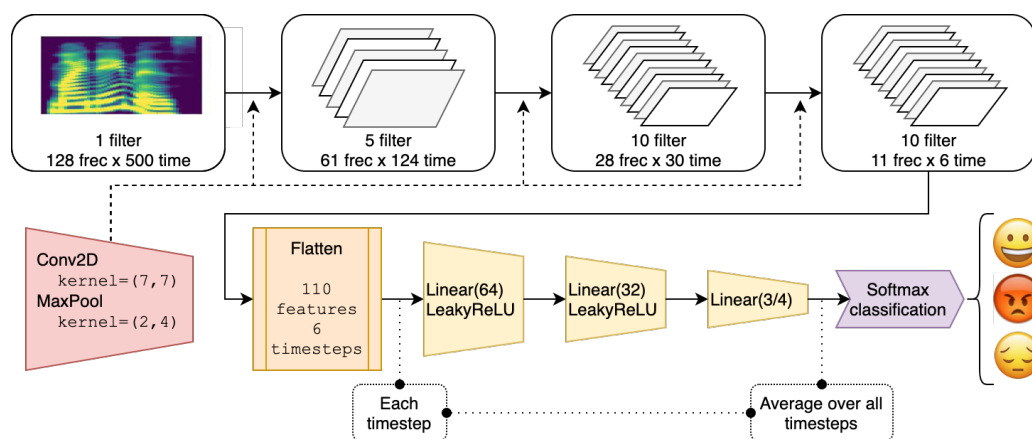 1 filter
128 frec x 500 time
5 filter
61 frec x 124 time
10 filter
28 frec x 30 time
10 filter
11 frec x 6 time
Conv2D
kernel=(7,7)
MaxPool
kernel=(2,4)
Flatten
110
features
6
timesteps
Linear(64)
LeakyReLU
Linear(32)
LeakyReLU
Linear(3/4)
Softmax
classification
Each
timestep
Average over all
timesteps